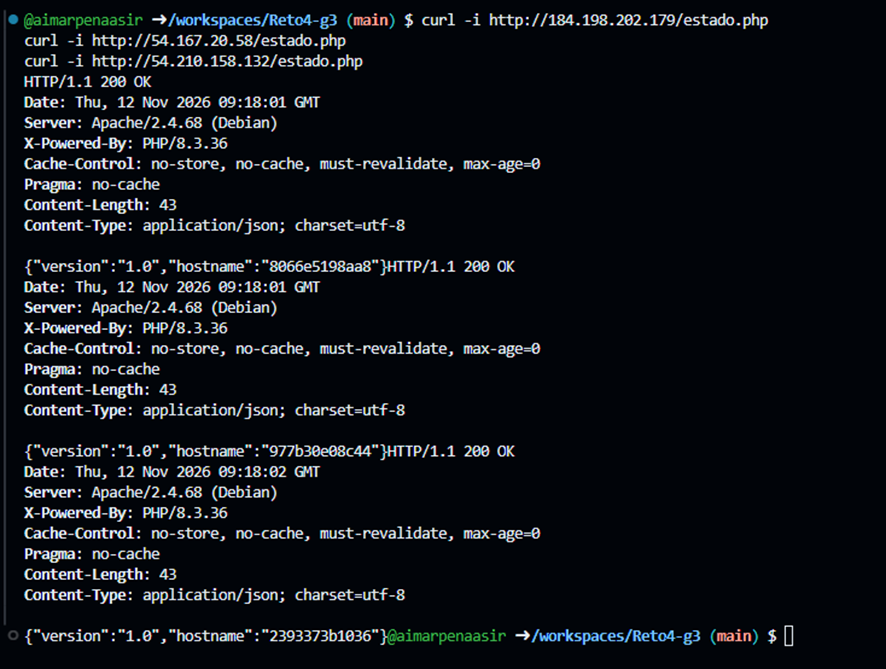 @aimarpenaasir ➜/workspaces/Reto4-g3 (main) $ curl -i http://184.198.202.179/estado.php
curl -i http://54.167.20.58/estado.php
curl -i http://54.210.158.132/estado.php
HTTP/1.1 200 OK
Date: Thu, 12 Nov 2026 09:18:01 GMT
Server: Apache/2.4.68 (Debian)
X-Powered-By: PHP/8.3.36
Cache-Control: no-store, no-cache, must-revalidate, max-age=0
Pragma: no-cache
Content-Length: 43
Content-Type: application/json; charset=utf-8
{"version":"1.0","hostname":"8066e5198aa8"}HTTP/1.1 200 OK
Date: Thu, 12 Nov 2026 09:18:01 GMT
Server: Apache/2.4.68 (Debian)
X-Powered-By: PHP/8.3.36
Cache-Control: no-store, no-cache, must-revalidate, max-age=0
Pragma: no-cache
Content-Length: 43
Content-Type: application/json; charset=utf-8
{"version":"1.0","hostname":"977b30e08c44"}HTTP/1.1 200 OK
Date: Thu, 12 Nov 2026 09:18:02 GMT
Server: Apache/2.4.68 (Debian)
X-Powered-By: PHP/8.3.36
Cache-Control: no-store, no-cache, must-revalidate, max-age=0
Pragma: no-cache
Content-Length: 43
Content-Type: application/json; charset=utf-8
{"version":"1.0","hostname":"2393373b1036"}@aimarpenaasir ➜/workspaces/Reto4-g3 (main) $